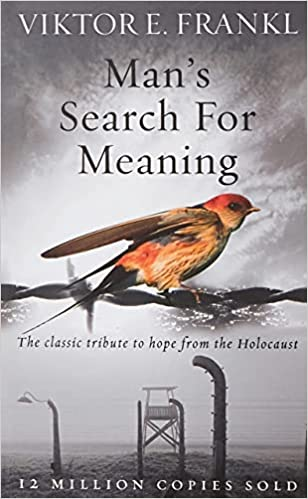 VIKTOR E. FRANKL
Man's
Search For
Meaning
The classic tribute to hope from the Holocaust
12 MILLION COPIES SOLD